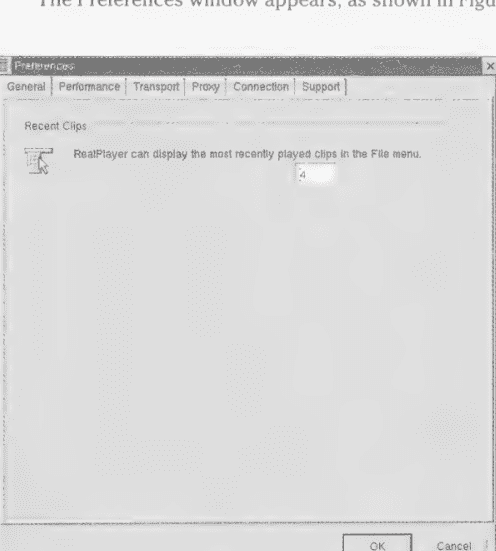 The Preferences window appears, as shown in Figu
Preferences
General Performance Transport Proxy Connection Support
Recent Clips
RealPlayer can display the most recently played clips in the File menu.
4
OK Cancel